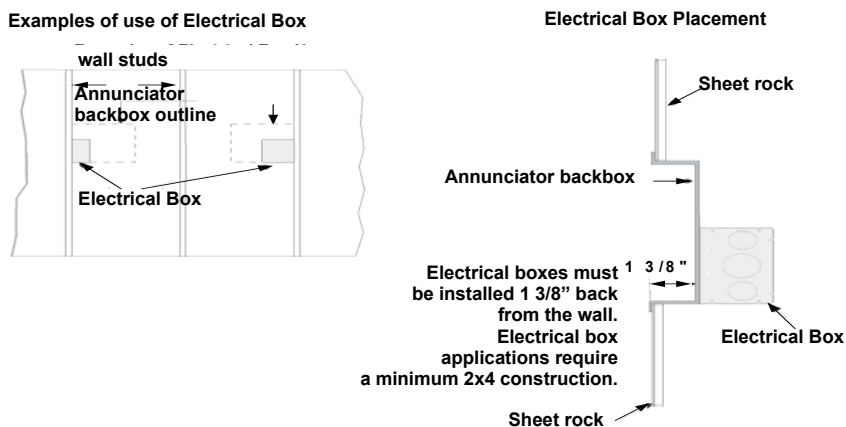 Examples of use of Electrical Box
wall studs
Annunciator
backbox outline
Electrical Box
Electrical Box Placement
Sheet rock
Annunciator backbox
1 3/8"
Electrical boxes must
be installed 1 3/8” back
from the wall.
Electrical box
applications require
a minimum 2x4 construction.
Electrical Box
Sheet rock